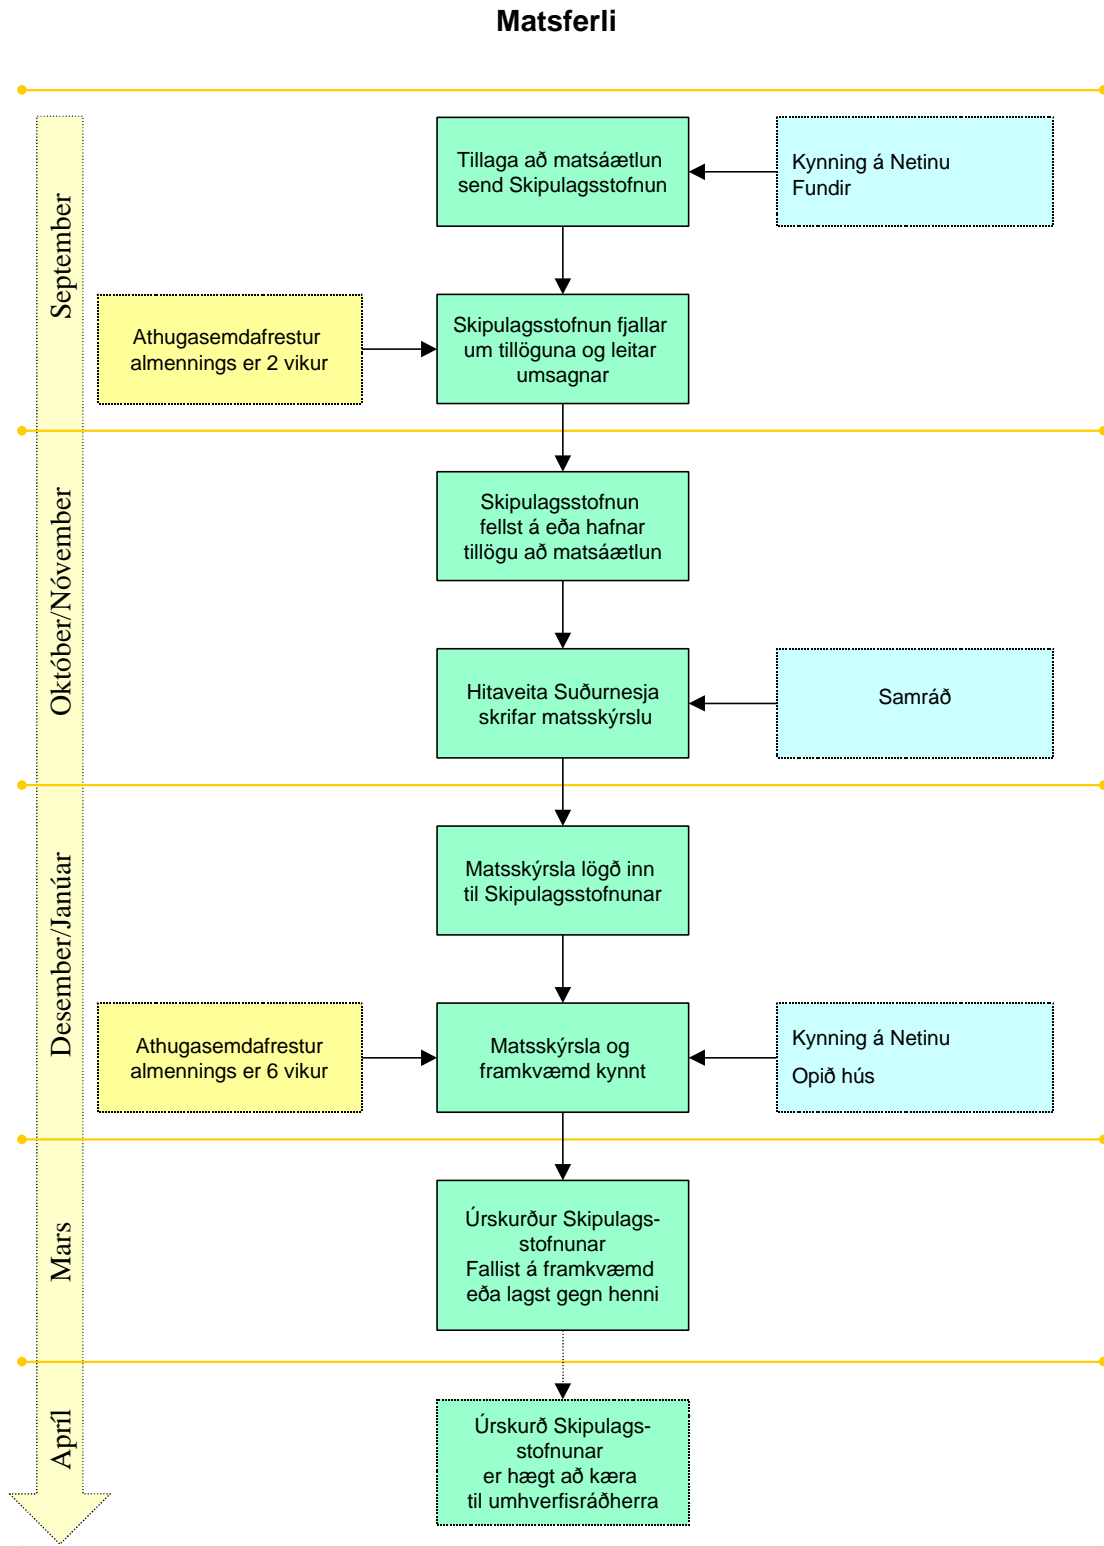 Matsferli
September
Tillaga að matsáætlun
send Skipulagsstofnun
Kynning á Netinu
Fundir
Athugasemdafrestur
almennings er 2 vikur
Skipulagsstofnun fjallar
um tillöguna og leitar
umsagnar
Október/Nóvember
Skipulagsstofnun
fellst á eða hafnar
tillögu að matsáætlun
Hitaveita Suðurnesja
skrifar matsskýrslu
Samráð
Desember/Janúar
Matsskýrsla lögð inn
til Skipulagsstofnunar
Athugasemdafrestur
almennings er 6 vikur
Matsskýrsla og
framkvæmd kynnt
Kynning á Netinu
Opið hús
Mars
Úrskurður Skipulags-
stofnunar
Fallist á framkvæmd
eða lagst gegn henni
Apríl
Úrskurð Skipulags-
stofnunar
er hægt að kæra
til umhverfisráðherra